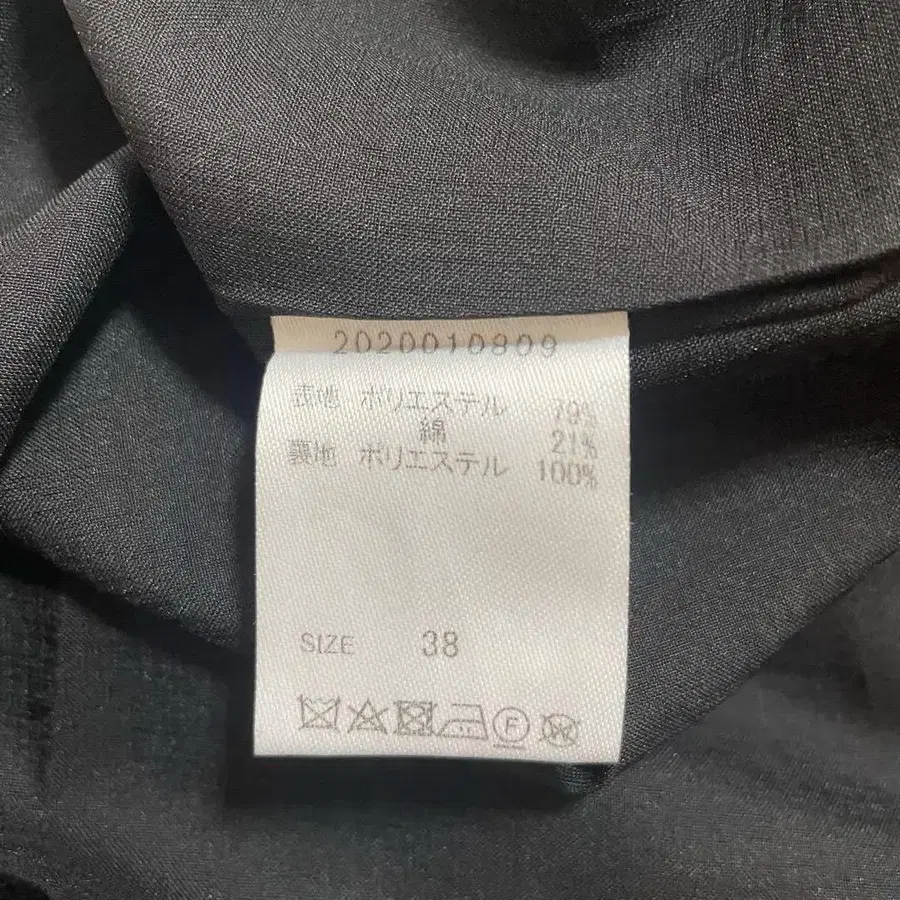 2020010809
表地 ポリエステル 79%
綿 21%
裏地 ポリエステル 100%
SIZE 38
F W